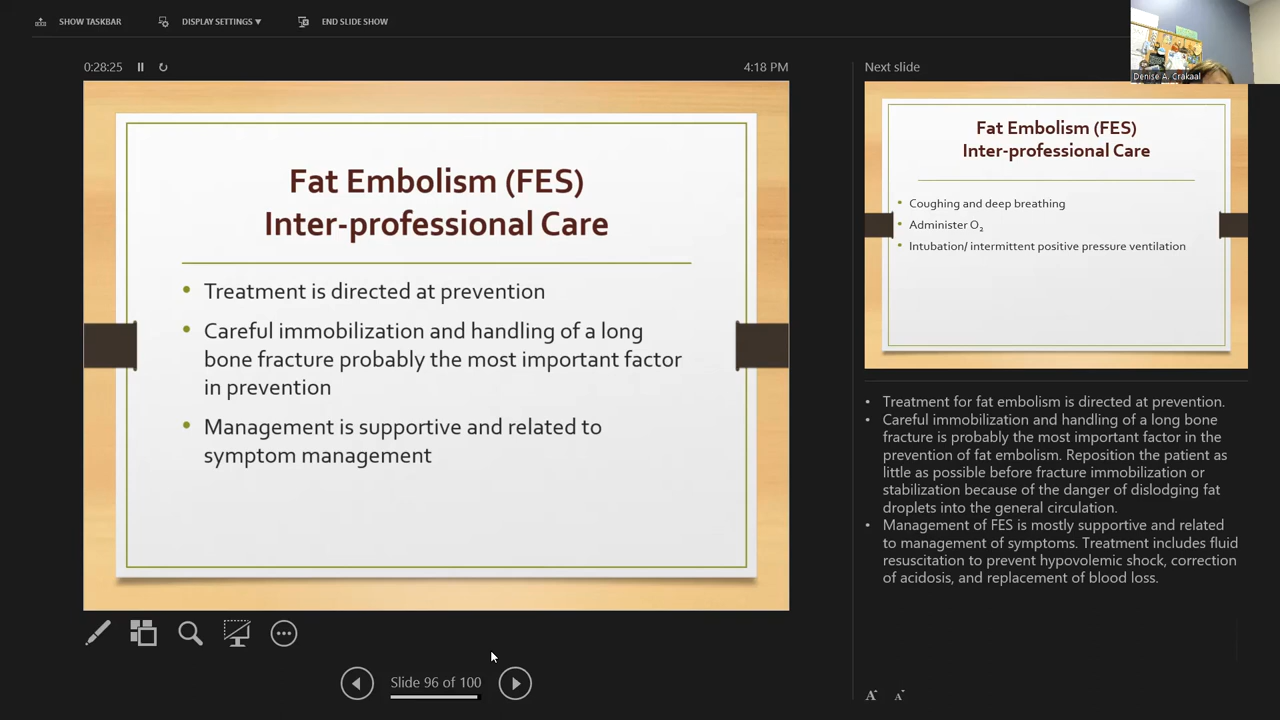 SHOW TASKBAR
DISPLAY SETTINGS ▼
END SLIDE SHOW
0:28:25
4:18 PM
Fat Embolism (FES)
Inter-professional Care
• Treatment is directed at prevention
• Careful immobilization and handling of a long
bone fracture probably the most important factor
in prevention
• Management is supportive and related to
symptom management
Slide 96 of 100
Denise A. Crakaal
Next slide
Fat Embolism (FES)
Inter-professional Care
• Coughing and deep breathing
• Administer O₂
• Intubation/ intermittent positive pressure ventilation
• Treatment for fat embolism is directed at prevention.
• Careful immobilization and handling of a long bone
fracture is probably the most important factor in the
prevention of fat embolism. Reposition the patient as
little as possible before fracture immobilization or
stabilization because of the danger of dislodging fat
droplets into the general circulation.
• Management of FES is mostly supportive and related
to management of symptoms. Treatment includes fluid
resuscitation to prevent hypovolemic shock, correction
of acidosis, and replacement of blood loss.
A A